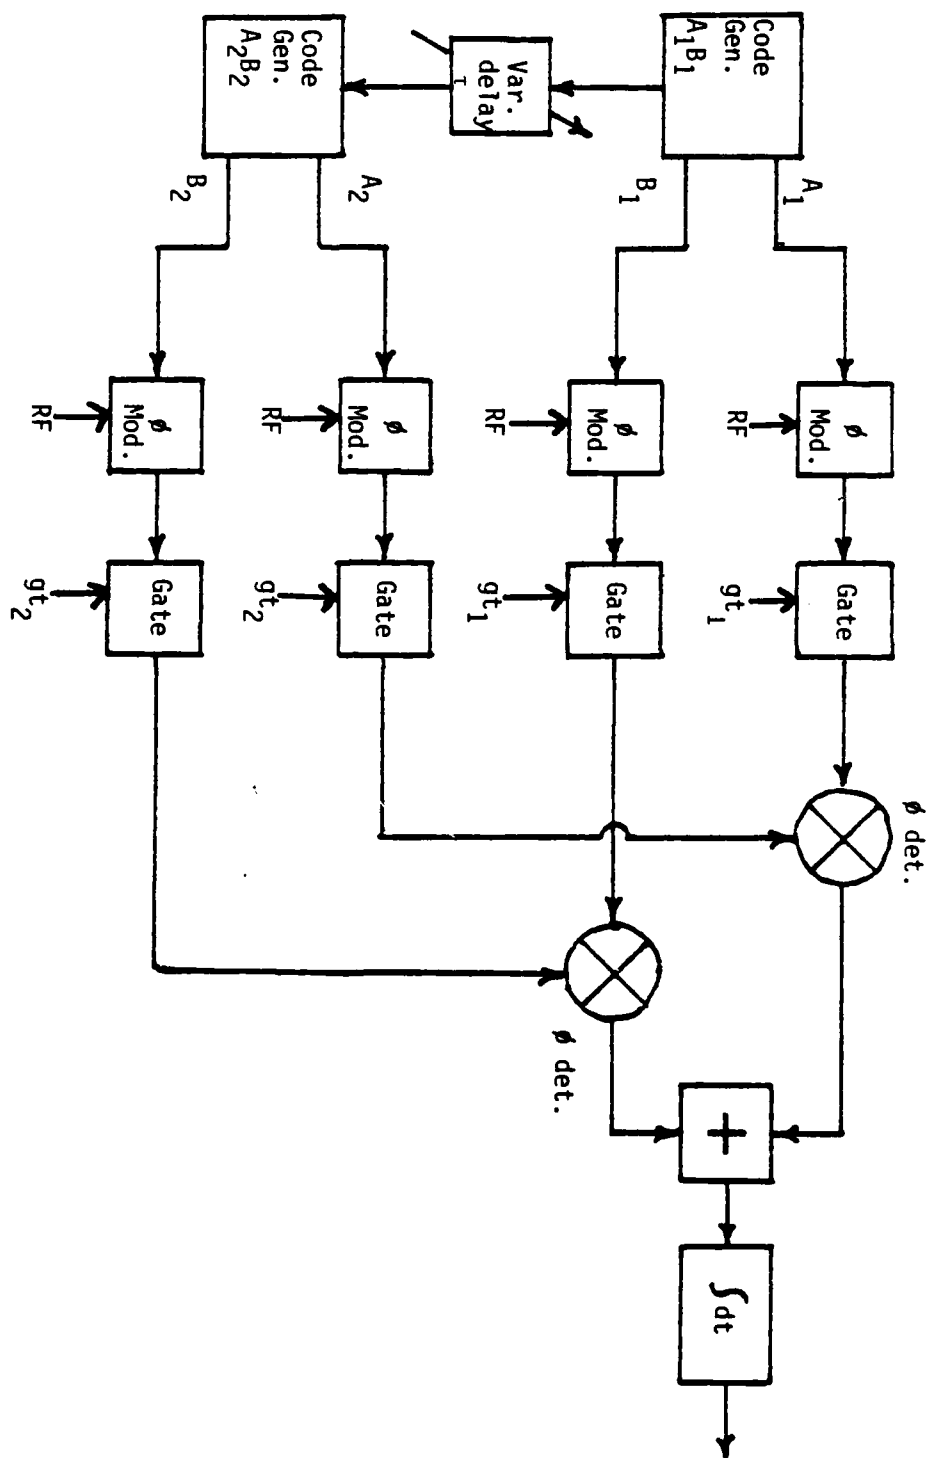 Code
Gen.
A₁B₁
A₁
B₁
Var.
delay
τ
Code
Gen.
A₂B₂
A₂
B₂
ø
Mod.
RF
Gate
gt₁
ø det.
ø
Mod.
RF
Gate
gt₁
ø det.
ø
Mod.
RF
Gate
gt₂
ø
Mod.
RF
Gate
gt₂
+
∫dt